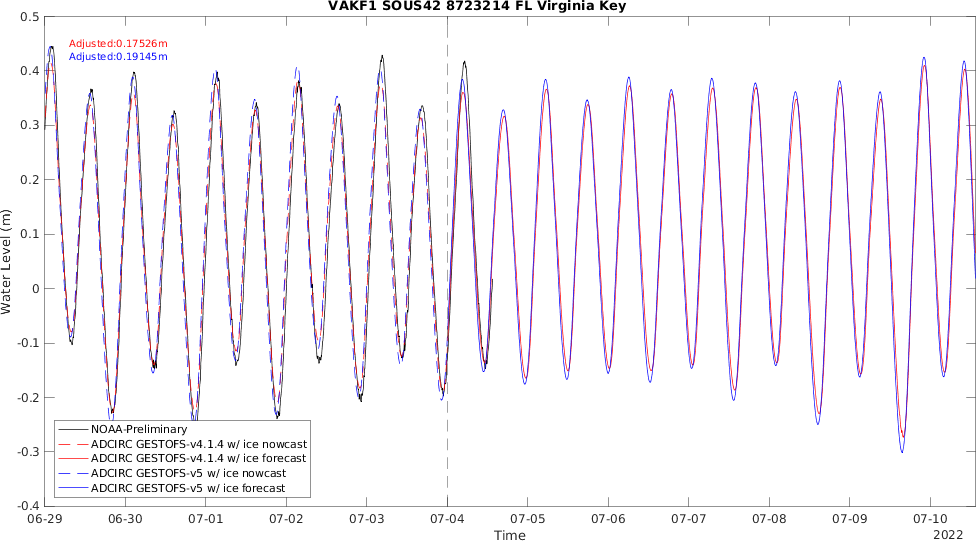 VAKF1 SOUS42 8723214 FL Virginia Key
Adjusted:0.17526m
Adjusted:0.19145m
Water Level (m)
0.5
0.4
0.3
0.2
0.1
0
-0.1
-0.2
-0.3
-0.4
NOAA-Preliminary
ADCIRC GESTOFS-v4.1.4 w/ ice nowcast
ADCIRC GESTOFS-v4.1.4 w/ ice forecast
ADCIRC GESTOFS-v5 w/ ice nowcast
ADCIRC GESTOFS-v5 w/ ice forecast
06-29 06-30 07-01 07-02 07-03 07-04 07-05 07-06 07-07 07-08 07-09 07-10
Time
2022